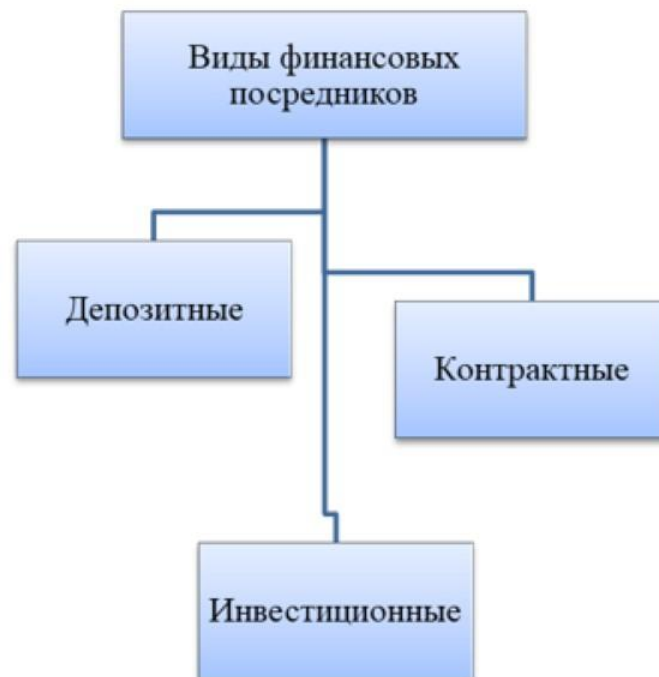 Виды финансовых
посредников
Депозитные
Контрактные
Инвестиционные